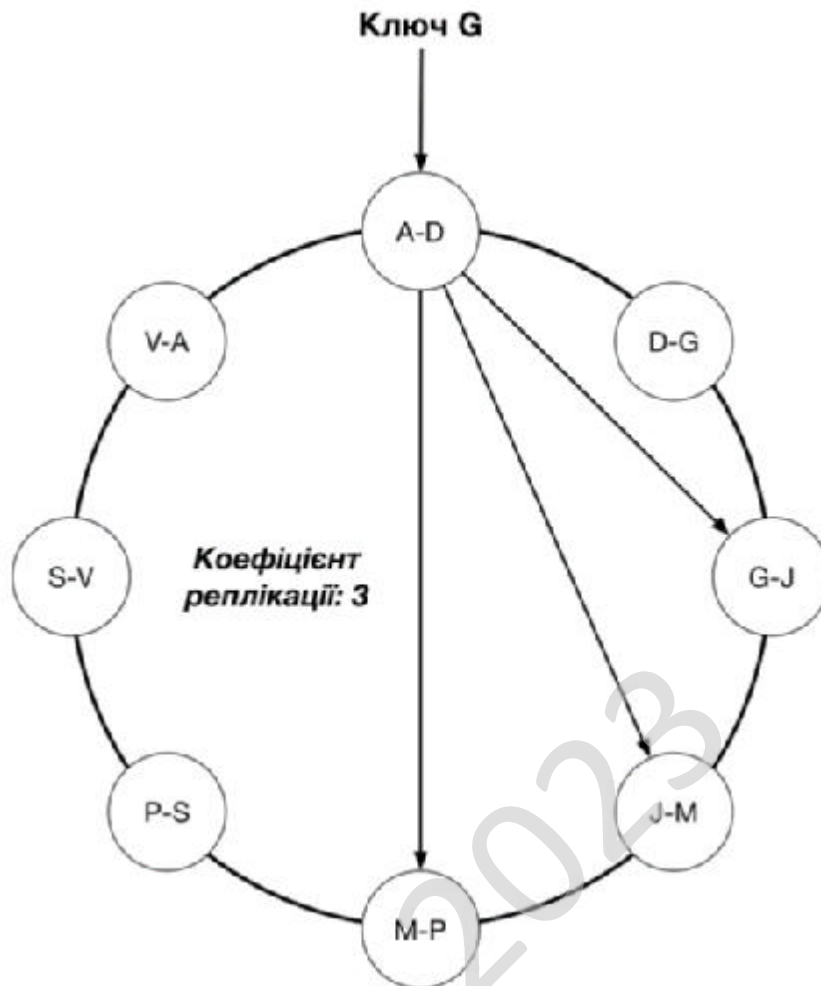 Ключ G
A-D
V-A
D-G
S-V
Коефіцієнт
реплікації: 3
G-J
P-S
J-M
M-P
2023